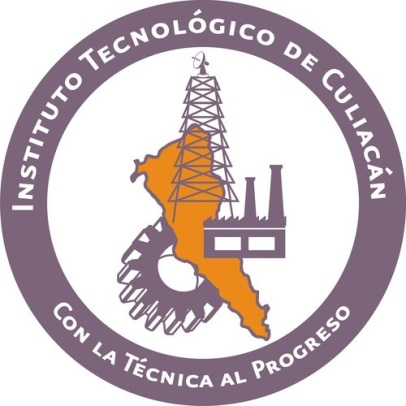 INSTITUTO TECNOLÓGICO DE CULIACÁN
CON LA TÉCNICA AL PROGRESO